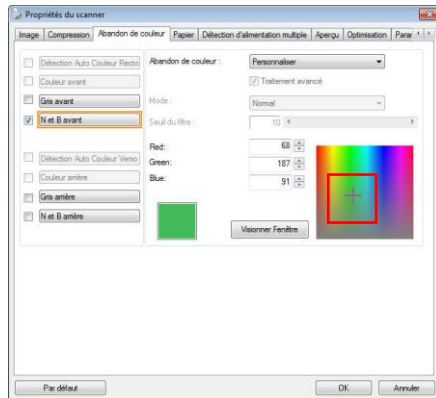 Propriétés du scanner
Image Compression Abandon de couleur Papier Détection d'alimentation multiple Aperçu Optimisation Para
Détection Auto Couleur Recto
Abandon de couleur :
Personnaliser
Couleur avant
Traitement avancé
Gris avant
Mode :
Normal
N et B avant
Seuil du filtre :
10
Red:
68
Détection Auto Couleur Verso
Green:
187
Couleur arrière
Blue:
91
Gris arrière
N et B arrière
Visionner Fenêtre
Par défaut
OK
Annuler